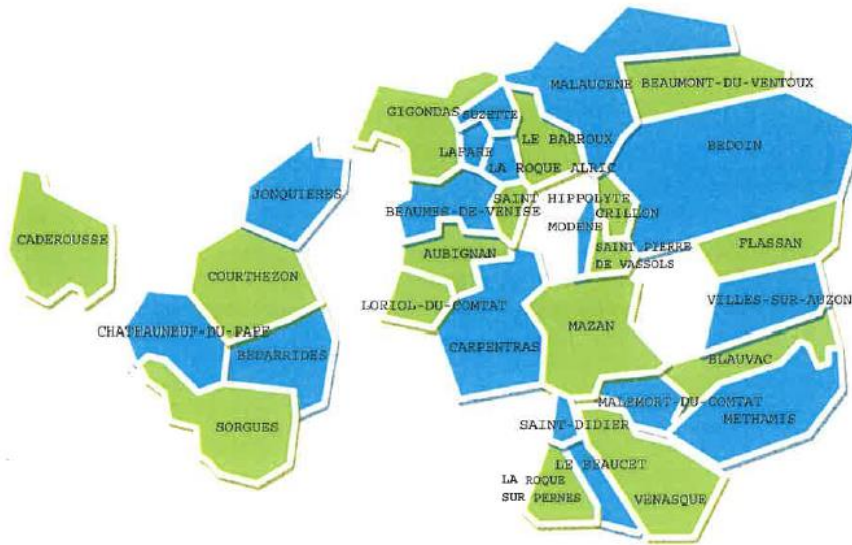 MALAUCENE
BEAUMONT-DU-VENTOUX
GIGONDAS
SUZETTE
LE BARROUX
LAFARE
LA ROQUE ALRIC
BEDOIN
JONQUIERES
SAINT HIPPOLYTE
BEAUMES-DE-VENISE
CRILLON
MODENE
CADEROUSSE
AUBIGNAN
SAINT PIERRE
DE VASSOLS
FLASSAN
COURTHEZON
LORIOL-DU-COMTAT
VILLES-SUR-AUZON
CHATEAUNEUF-DU-PAPE
MAZAN
CARPENTRAS
BEDARRIDES
BLAUVAC
MALEMORT-DU-COMTAT
METHAMIS
SORGUES
SAINT-DIDIER
LE BEAUCET
LA ROQUE
SUR PERNES
VENASQUE